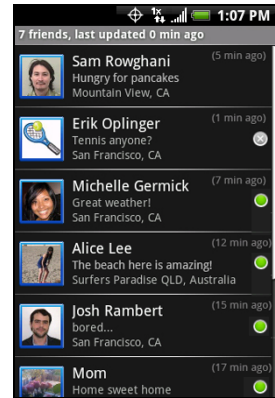 1x
1:07 PM
7 friends, last updated 0 min ago
Sam Rowghani
(5 min ago)
Hungry for pancakes
Mountain View, CA
Erik Oplinger
(1 min ago)
Tennis anyone?
San Francisco, CA
Michelle Germick
(7 min ago)
Great weather!
San Francisco, CA
Alice Lee
(12 min ago)
The beach here is amazing!
Surfers Paradise QLD, Australia
Josh Rambert
(15 min ago)
bored...
San Francisco, CA
Mom
(17 min ago)
Home sweet home